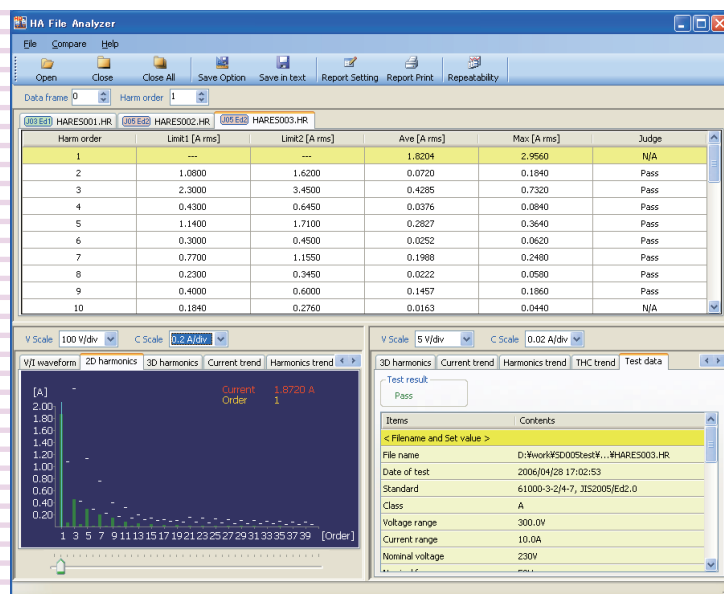 HA File Analyzer
File Compare Help
Open Close Close All Save Option Save in text Report Setting Report Print Repeatability
Data frame 0 Harm order 1
J03 Ed1 HARES001.HR J05 Ed2 HARES002.HR J05 Ed2 HARES003.HR
Harm order Limit1 [A rms] Limit2 [A rms] Ave [A rms] Max [A rms] Judge
1 --- --- 1.8204 2.9560 N/A
2 1.0800 1.6200 0.0720 0.1840 Pass
3 2.3000 3.4500 0.4285 0.7320 Pass
4 0.4300 0.6450 0.0376 0.0840 Pass
5 1.1400 1.7100 0.2827 0.3640 Pass
6 0.3000 0.4500 0.0252 0.0620 Pass
7 0.7700 1.1550 0.1988 0.2480 Pass
8 0.2300 0.3450 0.0222 0.0580 Pass
9 0.4000 0.6000 0.1457 0.1860 Pass
10 0.1840 0.2760 0.0163 0.0440 N/A
V Scale 100 V/div C Scale 0.2 A/div
V/I waveform 2D harmonics 3D harmonics Current trend Harmonics trend
[A]
Current 1.8720 A
Order 1
2.00
1.80
1.60
1.40
1.20
1.00
0.80
0.60
0.40
0.20
1 3 5 7 9 11 13 15 17 19 21 23 25 27 29 31 33 35 37 39 [Order]
V Scale 5 V/div C Scale 0.02 A/div
3D harmonics Current trend Harmonics trend THC trend Test data
Test result
Pass
Items Contents
< Filename and Set value >
File name D:¥work¥SD005test¥...¥HARES003.HR
Date of test 2006/04/28 17:02:53
Standard 61000-3-2/4-7, JIS2005/Ed2.0
Class A
Voltage range 300.0V
Current range 10.0A
Nominal voltage 230V